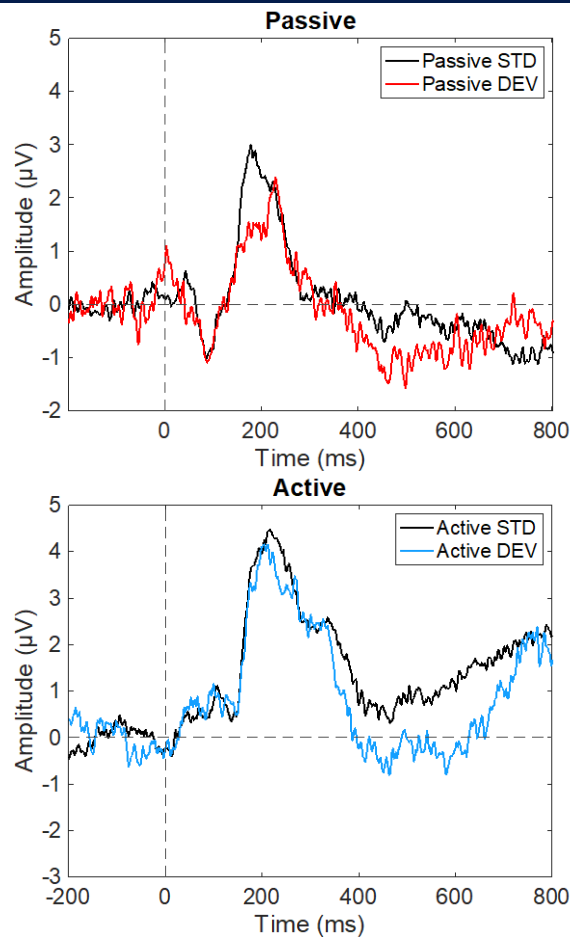 Passive
Passive STD
Passive DEV
5
4
3
2
1
0
-1
-2
Amplitude (µV)
0 200 400 600 800
Time (ms)
Active
Active STD
Active DEV
5
4
3
2
1
0
-1
-2
-3
Amplitude (µV)
-200 0 200 400 600 800
Time (ms)